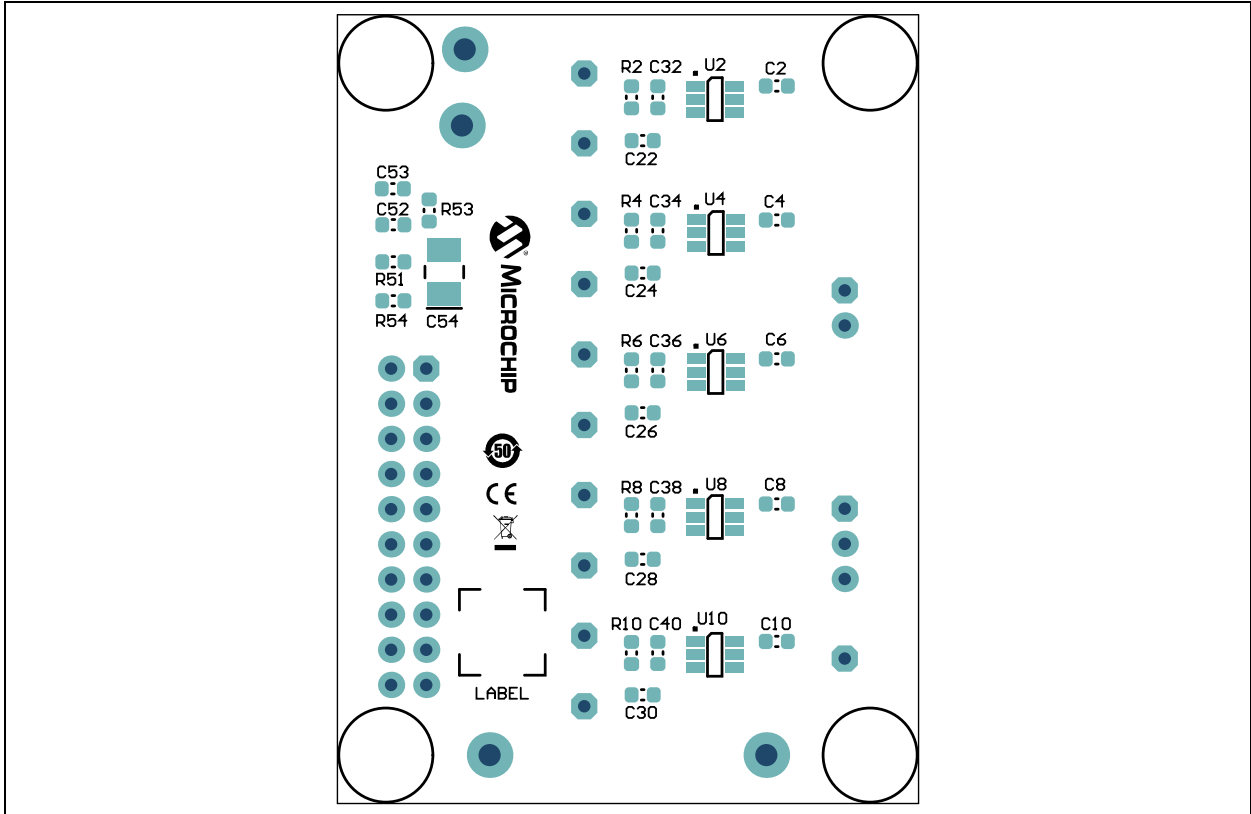 R2 C32 U2 C2
C22
C53
C52 R53
R4 C34 U4 C4
C24
R51
R54 C54
MICROCHIP
®
R6 C36 U6 C6
C26
50
CE
R8 C38 U8 C8
C28
R10 C40 U10 C10
LABEL
C30